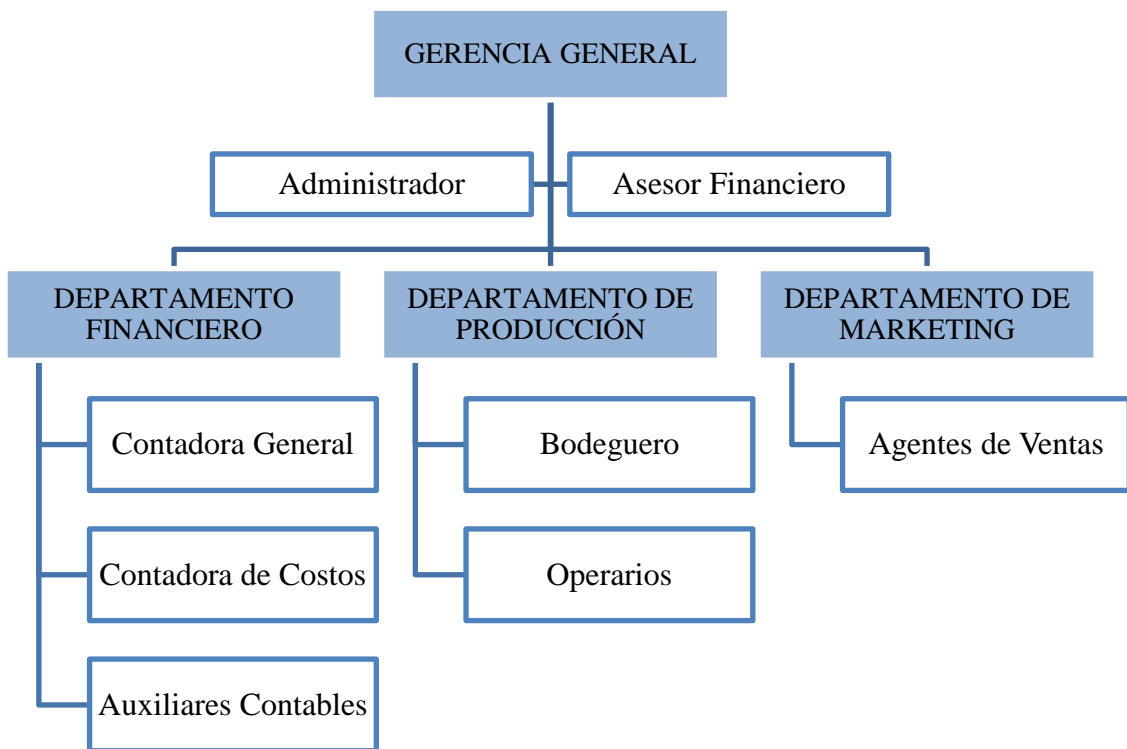 GERENCIA GENERAL
Administrador
Asesor Financiero
DEPARTAMENTO
FINANCIERO
DEPARTAMENTO DE
PRODUCCIÓN
DEPARTAMENTO DE
MARKETING
Contadora General
Bodeguero
Agentes de Ventas
Contadora de Costos
Operarios
Auxiliares Contables